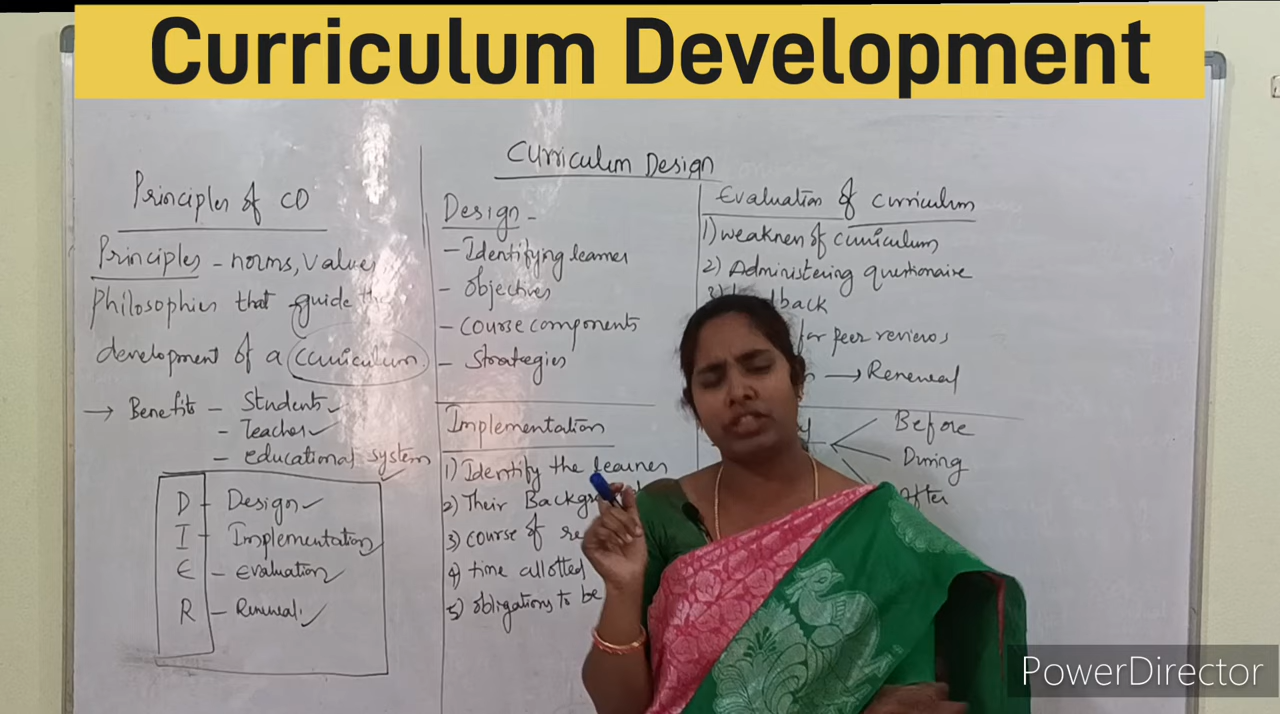 Curriculum Development
Curriculum Design
Principles of CD
Principles - norms, values
philosophies that guide the
development of a curriculum.
→ Benefits - Students ✓
- Teacher ✓
- educational system ✓
D - Design ✓
I - Implementation ✓
E - Evaluation ✓
R - Renewal. ✓
Design -
- Identifying learner
- objectives
- course components
- Strategies
Implementation
1) Identify the learner
2) Their
3) course of
4) time allotted
5) obligations to be
Evaluation of curriculum
1) weaknes of curriculum
2) Administering questionaire
for peer reviews
→ Renewal
Before
During
After
PowerDirector